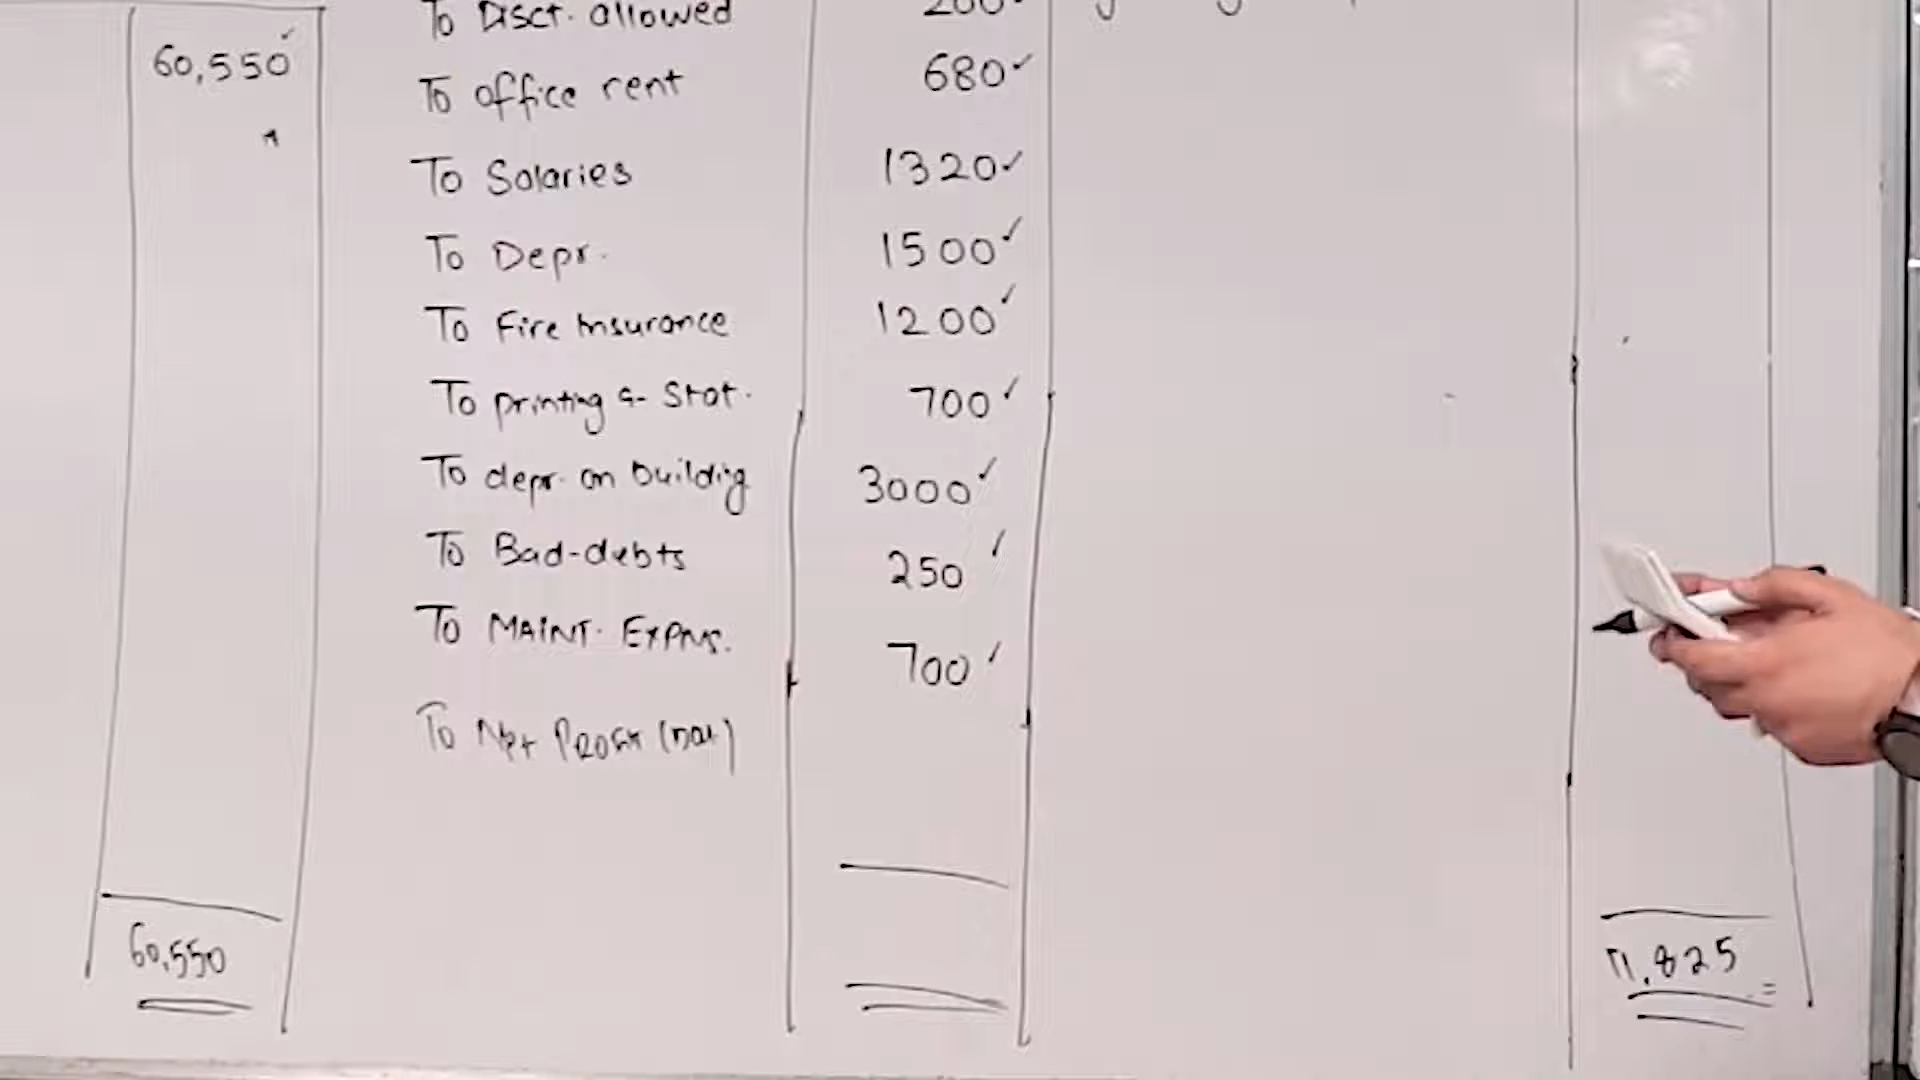 To Disct. allowed 200
60,550
To office rent 680
To Salaries 1320
To Depr. 1500
To Fire Insurance 1200
To printing & Stat. 700
To depr. on building 3000
To Bad-debts 250
To MAINT. EXPNS. 700
To Net Profit
60,550
11,825